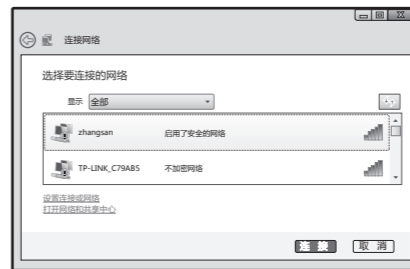 连接网络
选择要连接的网络
显示 全部
zhangsan 启用了安全的网络
TP-LINK_C79AB5 不加密网络
设置连接或网络
打开网络和共享中心
连 接 取 消